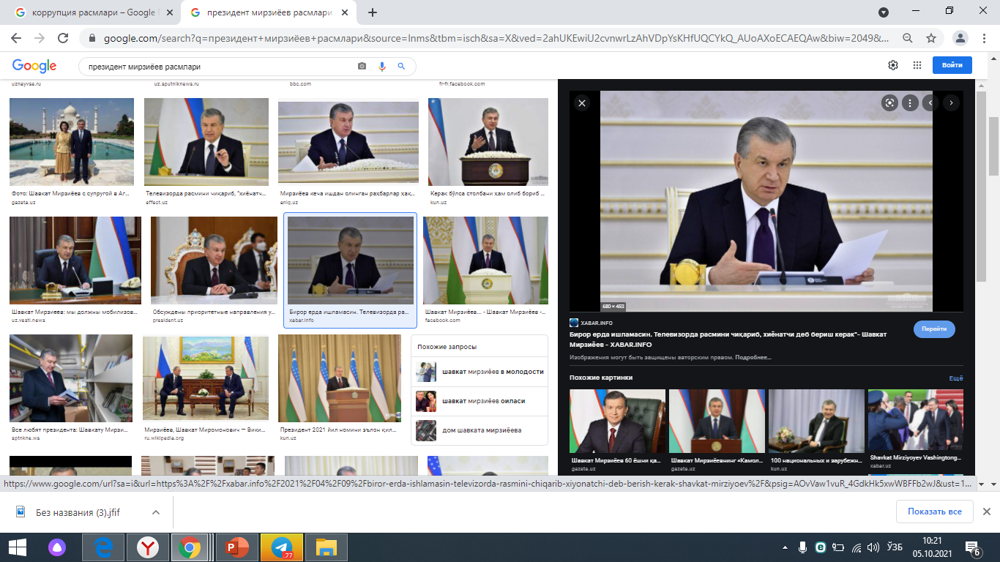 коррупция расмлари – Google П
президент мирзиёев расмлари
google.com/search?q=президент+мирзиёев+расмлари&source=lnms&tbm=isch&sa=X&ved=2ahUKEwiU2cvnwrLzAhVDpYsKHfUQCYkQ_AUoAXoECAEQAw&biw=2049&...
Google
президент мирзиёев расмлари
Войти
uznayvse.ru
uz.sputniknews.ru
bbc.com
fr-fr.facebook.com
Фото: Шавкат Мирзиёев с супругой в Аг...
gazeta.uz
Телевизорда расмини чиқариб, "хиёнатч...
effect.uz
Мирзиёев кеча ишдан олинган раҳбарлар ҳақ...
aniq.uz
Керак бўлса столбани ҳам олиб бориб ...
kun.uz
Шавкат Мирзиеев: мы должны мобилизов...
uz.vesti.news
Обсуждены приоритетные направления у...
president.uz
Бирор ерда ишламасин. Телевизорда ра...
xabar.info
Шавкат Мирзиёев... - Шавкат Мирзиёев -...
facebook.com
Все любят президента: Шавкату Мирзи...
sptnkne.ws
Мирзиёев, Шавкат Миромонович — Вики...
ru.wikipedia.org
KUN.UZ
Президент 2021 йил номини эълон қил...
kun.uz
Похожие запросы
шавкат мирзиёев в молодости
шавкат мирзиёев оиласи
дом шавката мирзиёева
680 × 453
XABAR.INFO
Бирор ерда ишламасин. Телевизорда расмини чиқариб, хиёнатчи деб бериш керак"- Шавкат
Мирзиёев - XABAR.INFO
Перейти
Изображения могут быть защищены авторским правом. Подробнее...
Похожие картинки
Ещё
Шавкат Мирзиёев 60 ёшни қа...
gazeta.uz
Шавкат Мирзиёевнинг «Камол...
gazeta.uz
100 национальных и зарубежн...
kun.uz
Shavkat Mirziyoyev Vashingtong...
xabar.uz
https://www.google.com/url?sa=i&url=https%3A%2F%2Fxabar.info%2F2021%2F04%2F09%2Fbiror-erda-ishlamasin-televizorda-rasmini-chiqarib-xiyonatchi-deb-berish-kerak-shavkat-mirziyoev%2F&psig=AOvVaw1vuR_4GdkHk5xwWBFFb2wJ&ust=1...
Без названия (3).jfif
Показать все
77
ЎЗБ
10:21
05.10.2021
6